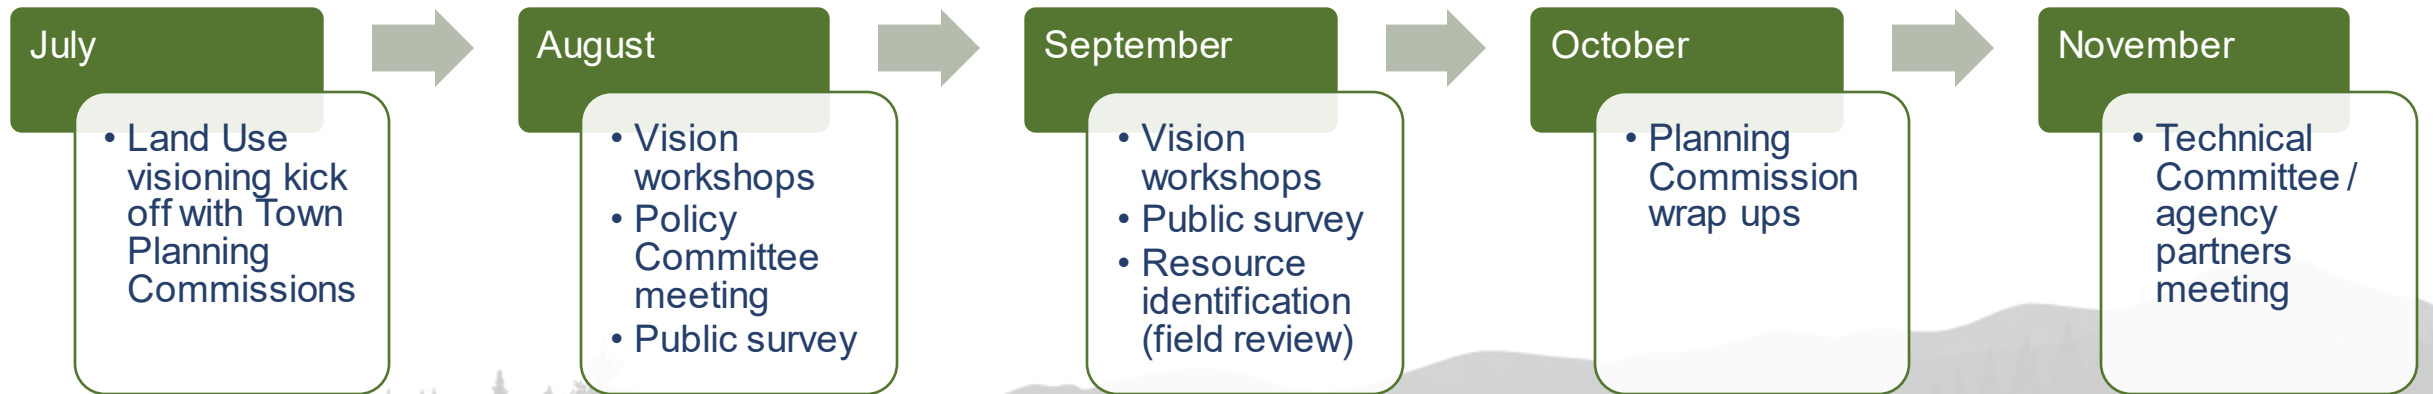 July
• Land Use
visioning kick
off with Town
Planning
Commissions
August
• Vision
workshops
• Policy
Committee
meeting
• Public survey
September
• Vision
workshops
• Public survey
• Resource
identification
(field review)
October
• Planning
Commission
wrap ups
November
• Technical
Committee /
agency
partners
meeting